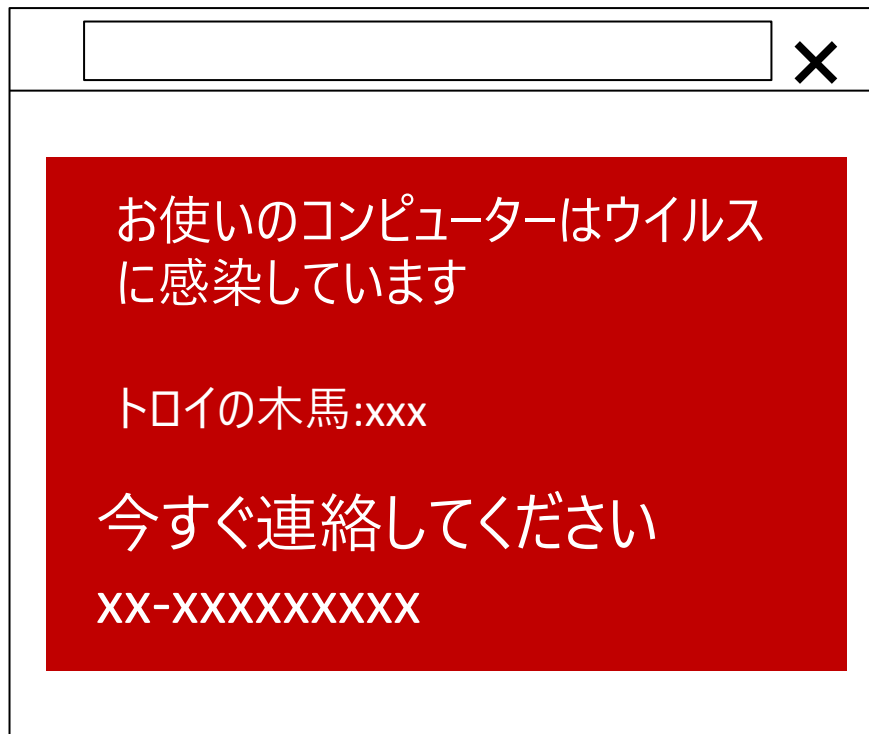 お使いのコンピューターはウイルス
に感染しています
トロイの木馬:xxx
今すぐ連絡してください
xx-xxxxxxxxx